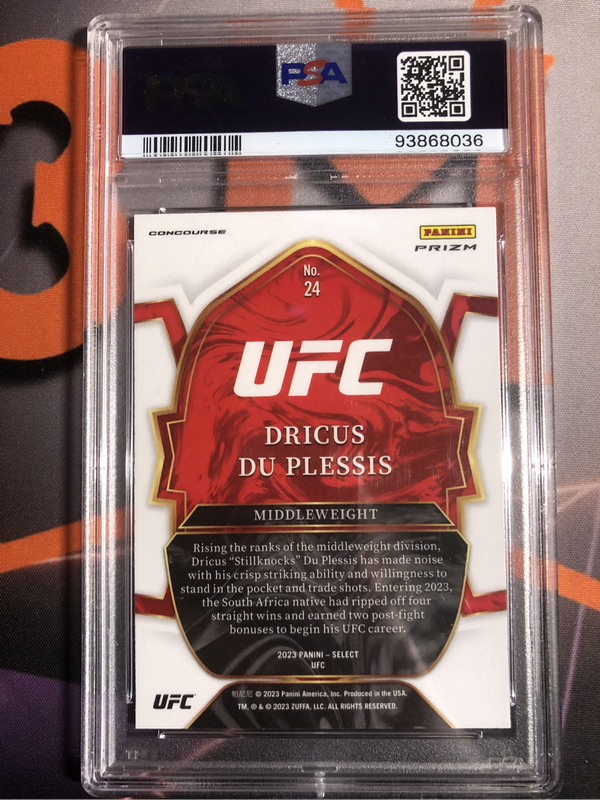 PSA
93868036
CONCOURSE
PANINI
PRIZM
No.
24
UFC
DRICUS
DU PLESSIS
MIDDLEWEIGHT
Rising the ranks of the middleweight division,
Dricus “Stillknocks” Du Plessis has made noise
with his crisp striking ability and willingness to
stand in the pocket and trade shots. Entering 2023,
the South Africa native had ripped off four
straight wins and earned two post-fight
bonuses to begin his UFC career.
2023 PANINI – SELECT
UFC
UFC
帕尼尼 © 2023 Panini America, Inc. Produced in the USA.
TM, ® & © 2023 ZUFFA, LLC. ALL RIGHTS RESERVED.